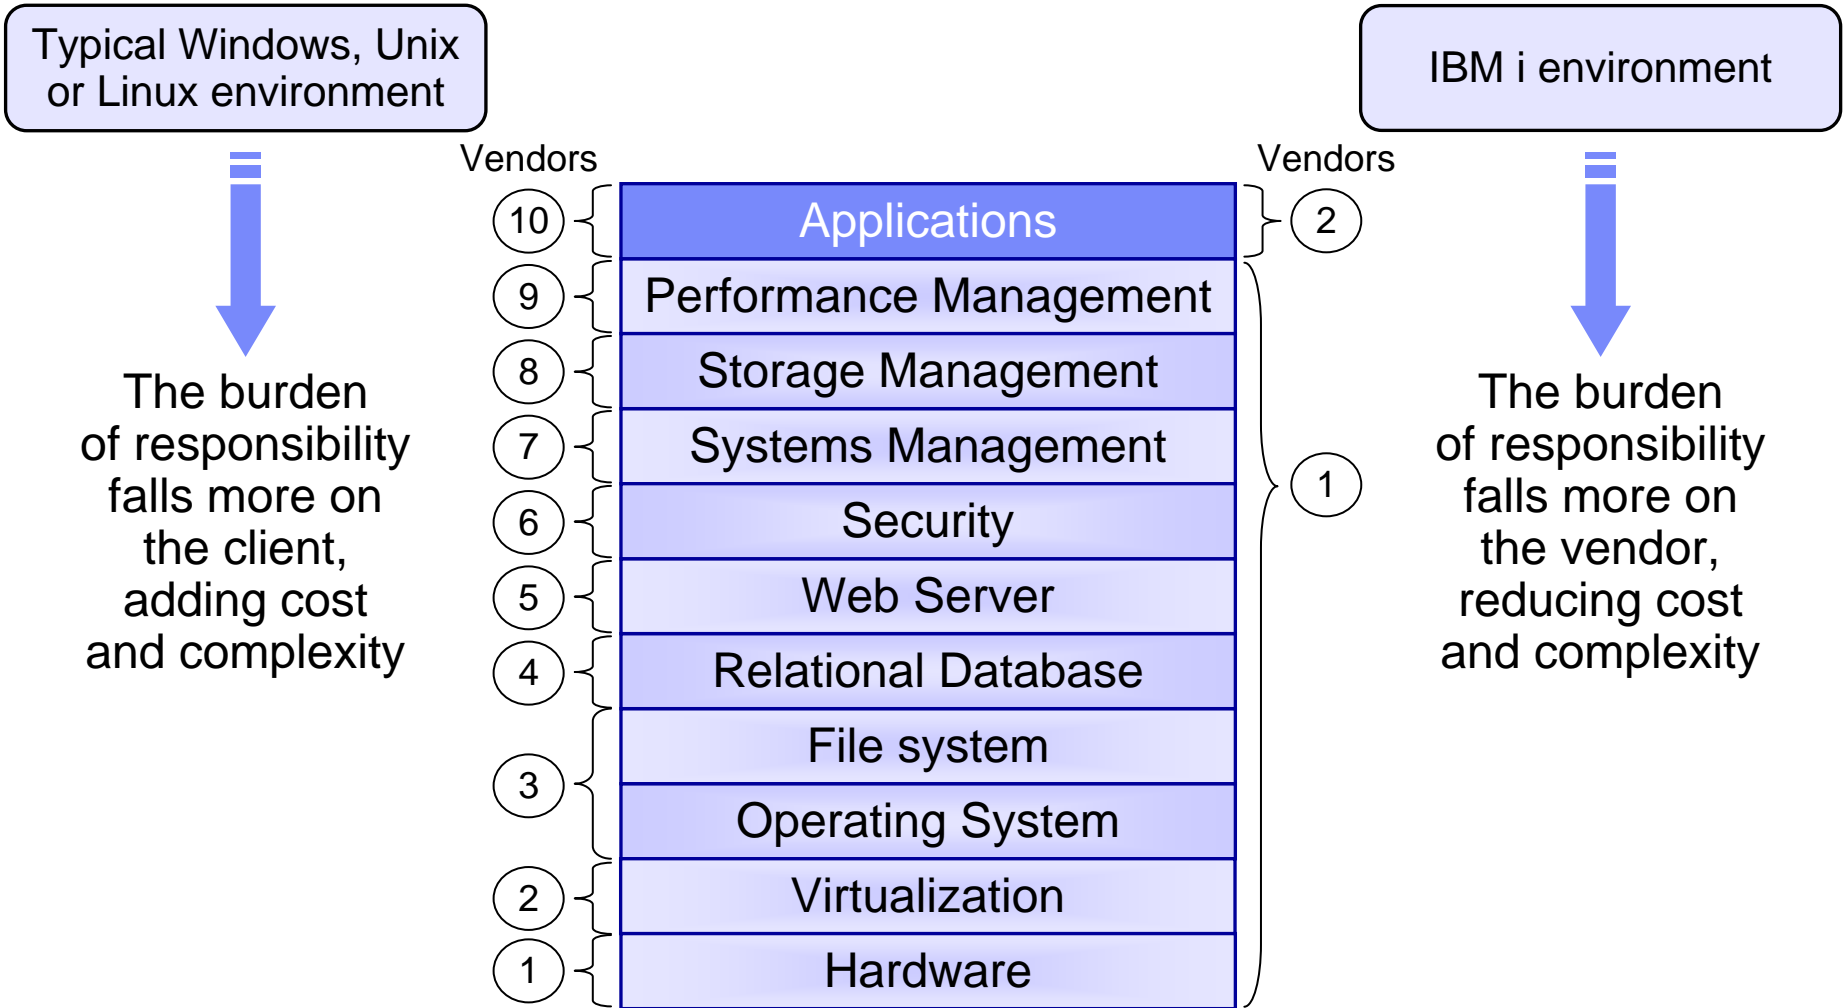 Typical Windows, Unix
or Linux environment
IBM i environment
Vendors
Vendors
10
Applications
2
9
Performance Management
8
Storage Management
7
Systems Management
1
6
Security
5
Web Server
4
Relational Database
3
File system
Operating System
2
Virtualization
1
Hardware
The burden
of responsibility
falls more on
the client,
adding cost
and complexity
The burden
of responsibility
falls more on
the vendor,
reducing cost
and complexity